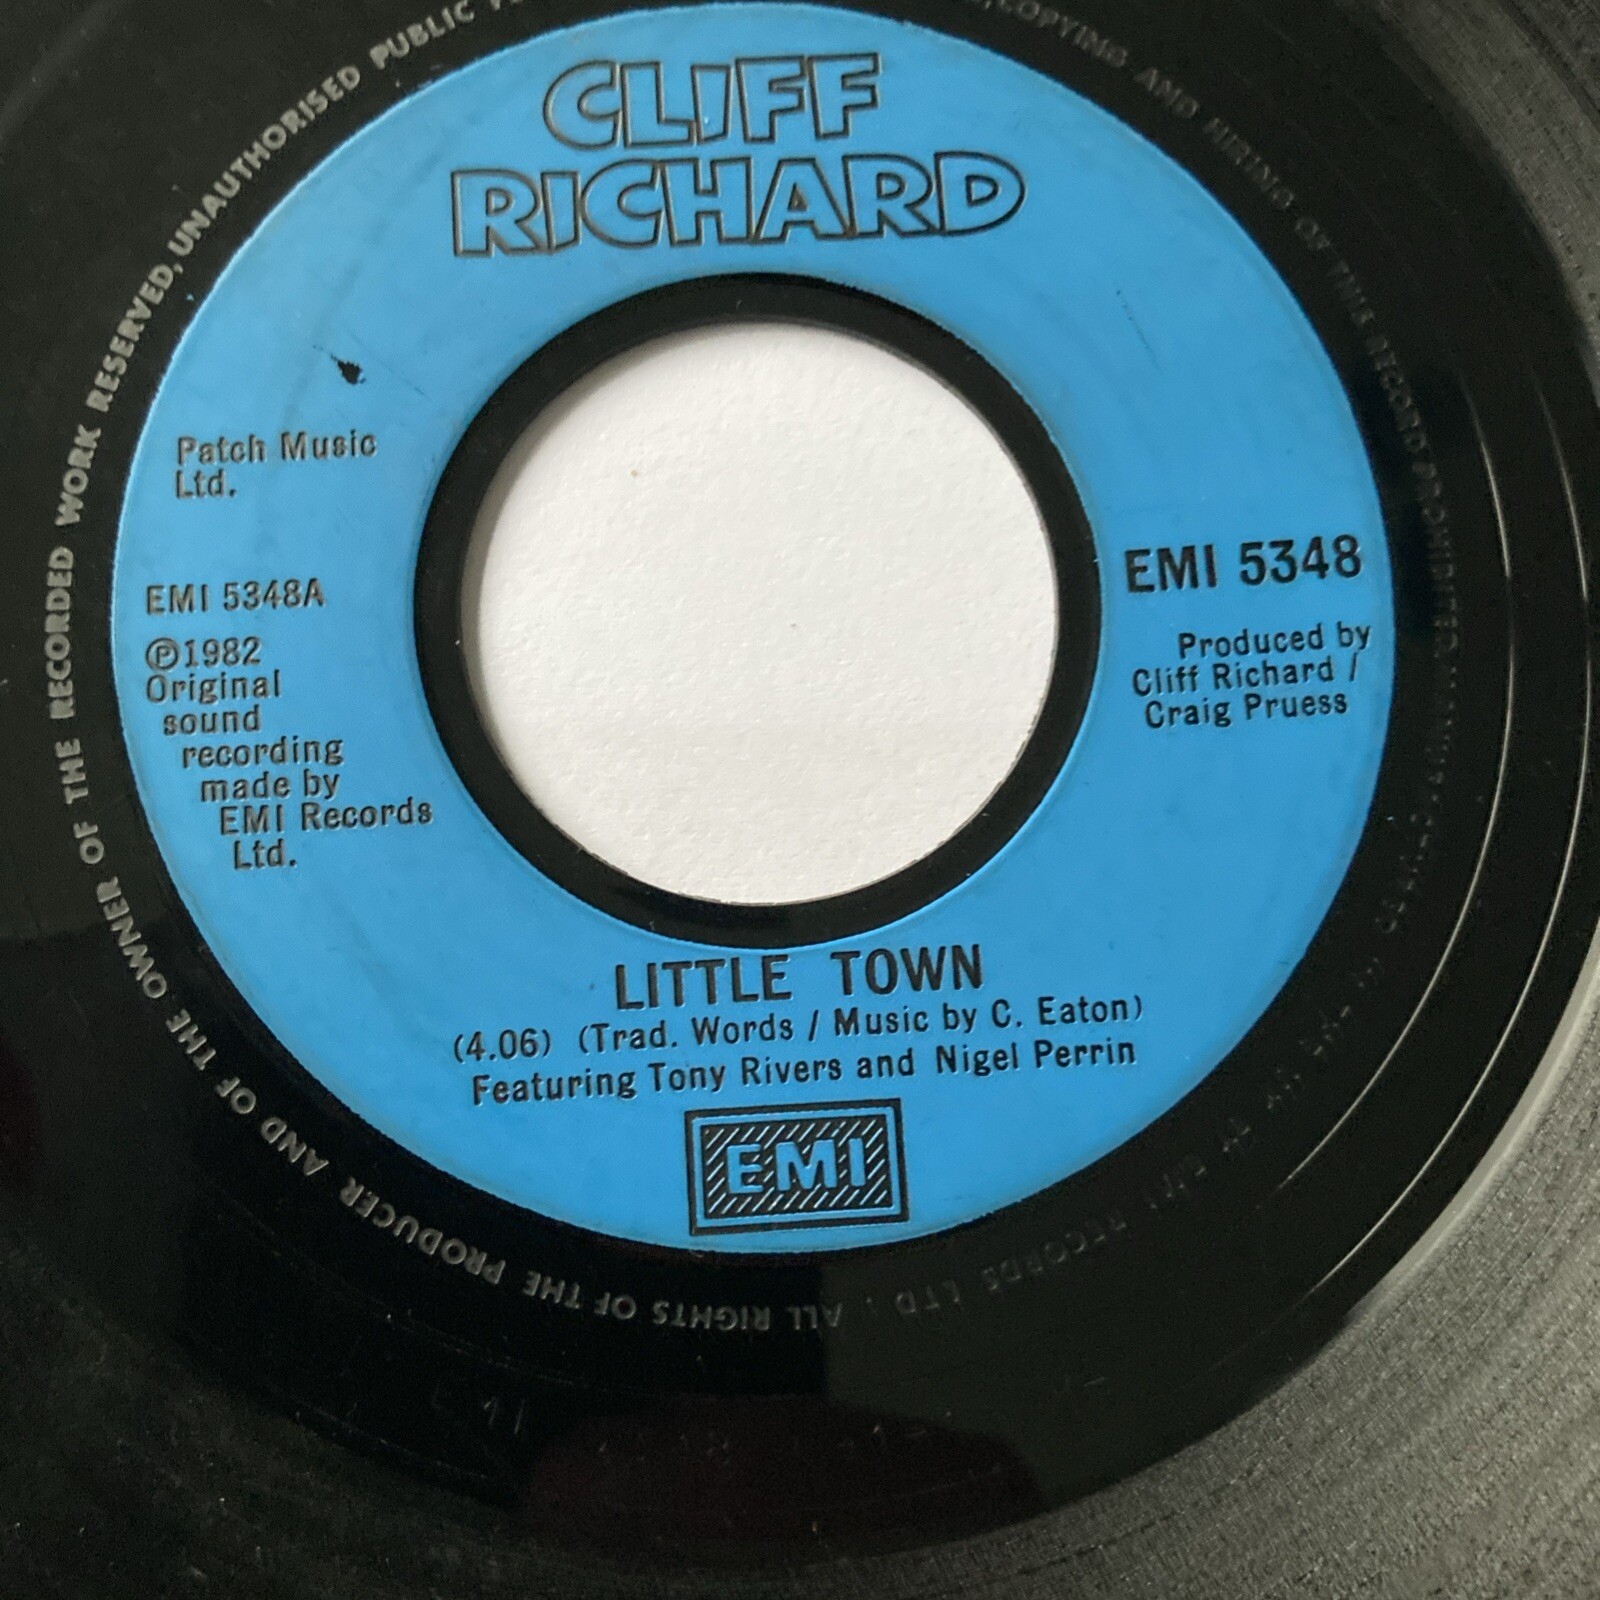 CLIFF
RICHARD
Patch Music
Ltd.
EMI 5348A
℗1982
Original
sound
recording
made by
EMI Records
Ltd.
EMI 5348
Produced by
Cliff Richard /
Craig Pruess
LITTLE TOWN
(4.06) (Trad. Words / Music by C. Eaton)
Featuring Tony Rivers and Nigel Perrin
EMI
RECORDS LTD. ALL RIGHTS OF THE PRODUCER AND OF THE OWNER OF THE RECORDED WORK RESERVED, UNAUTHORISED PUBLIC
COPYING AND HIRING OF THIS RECORD PROHIBITED